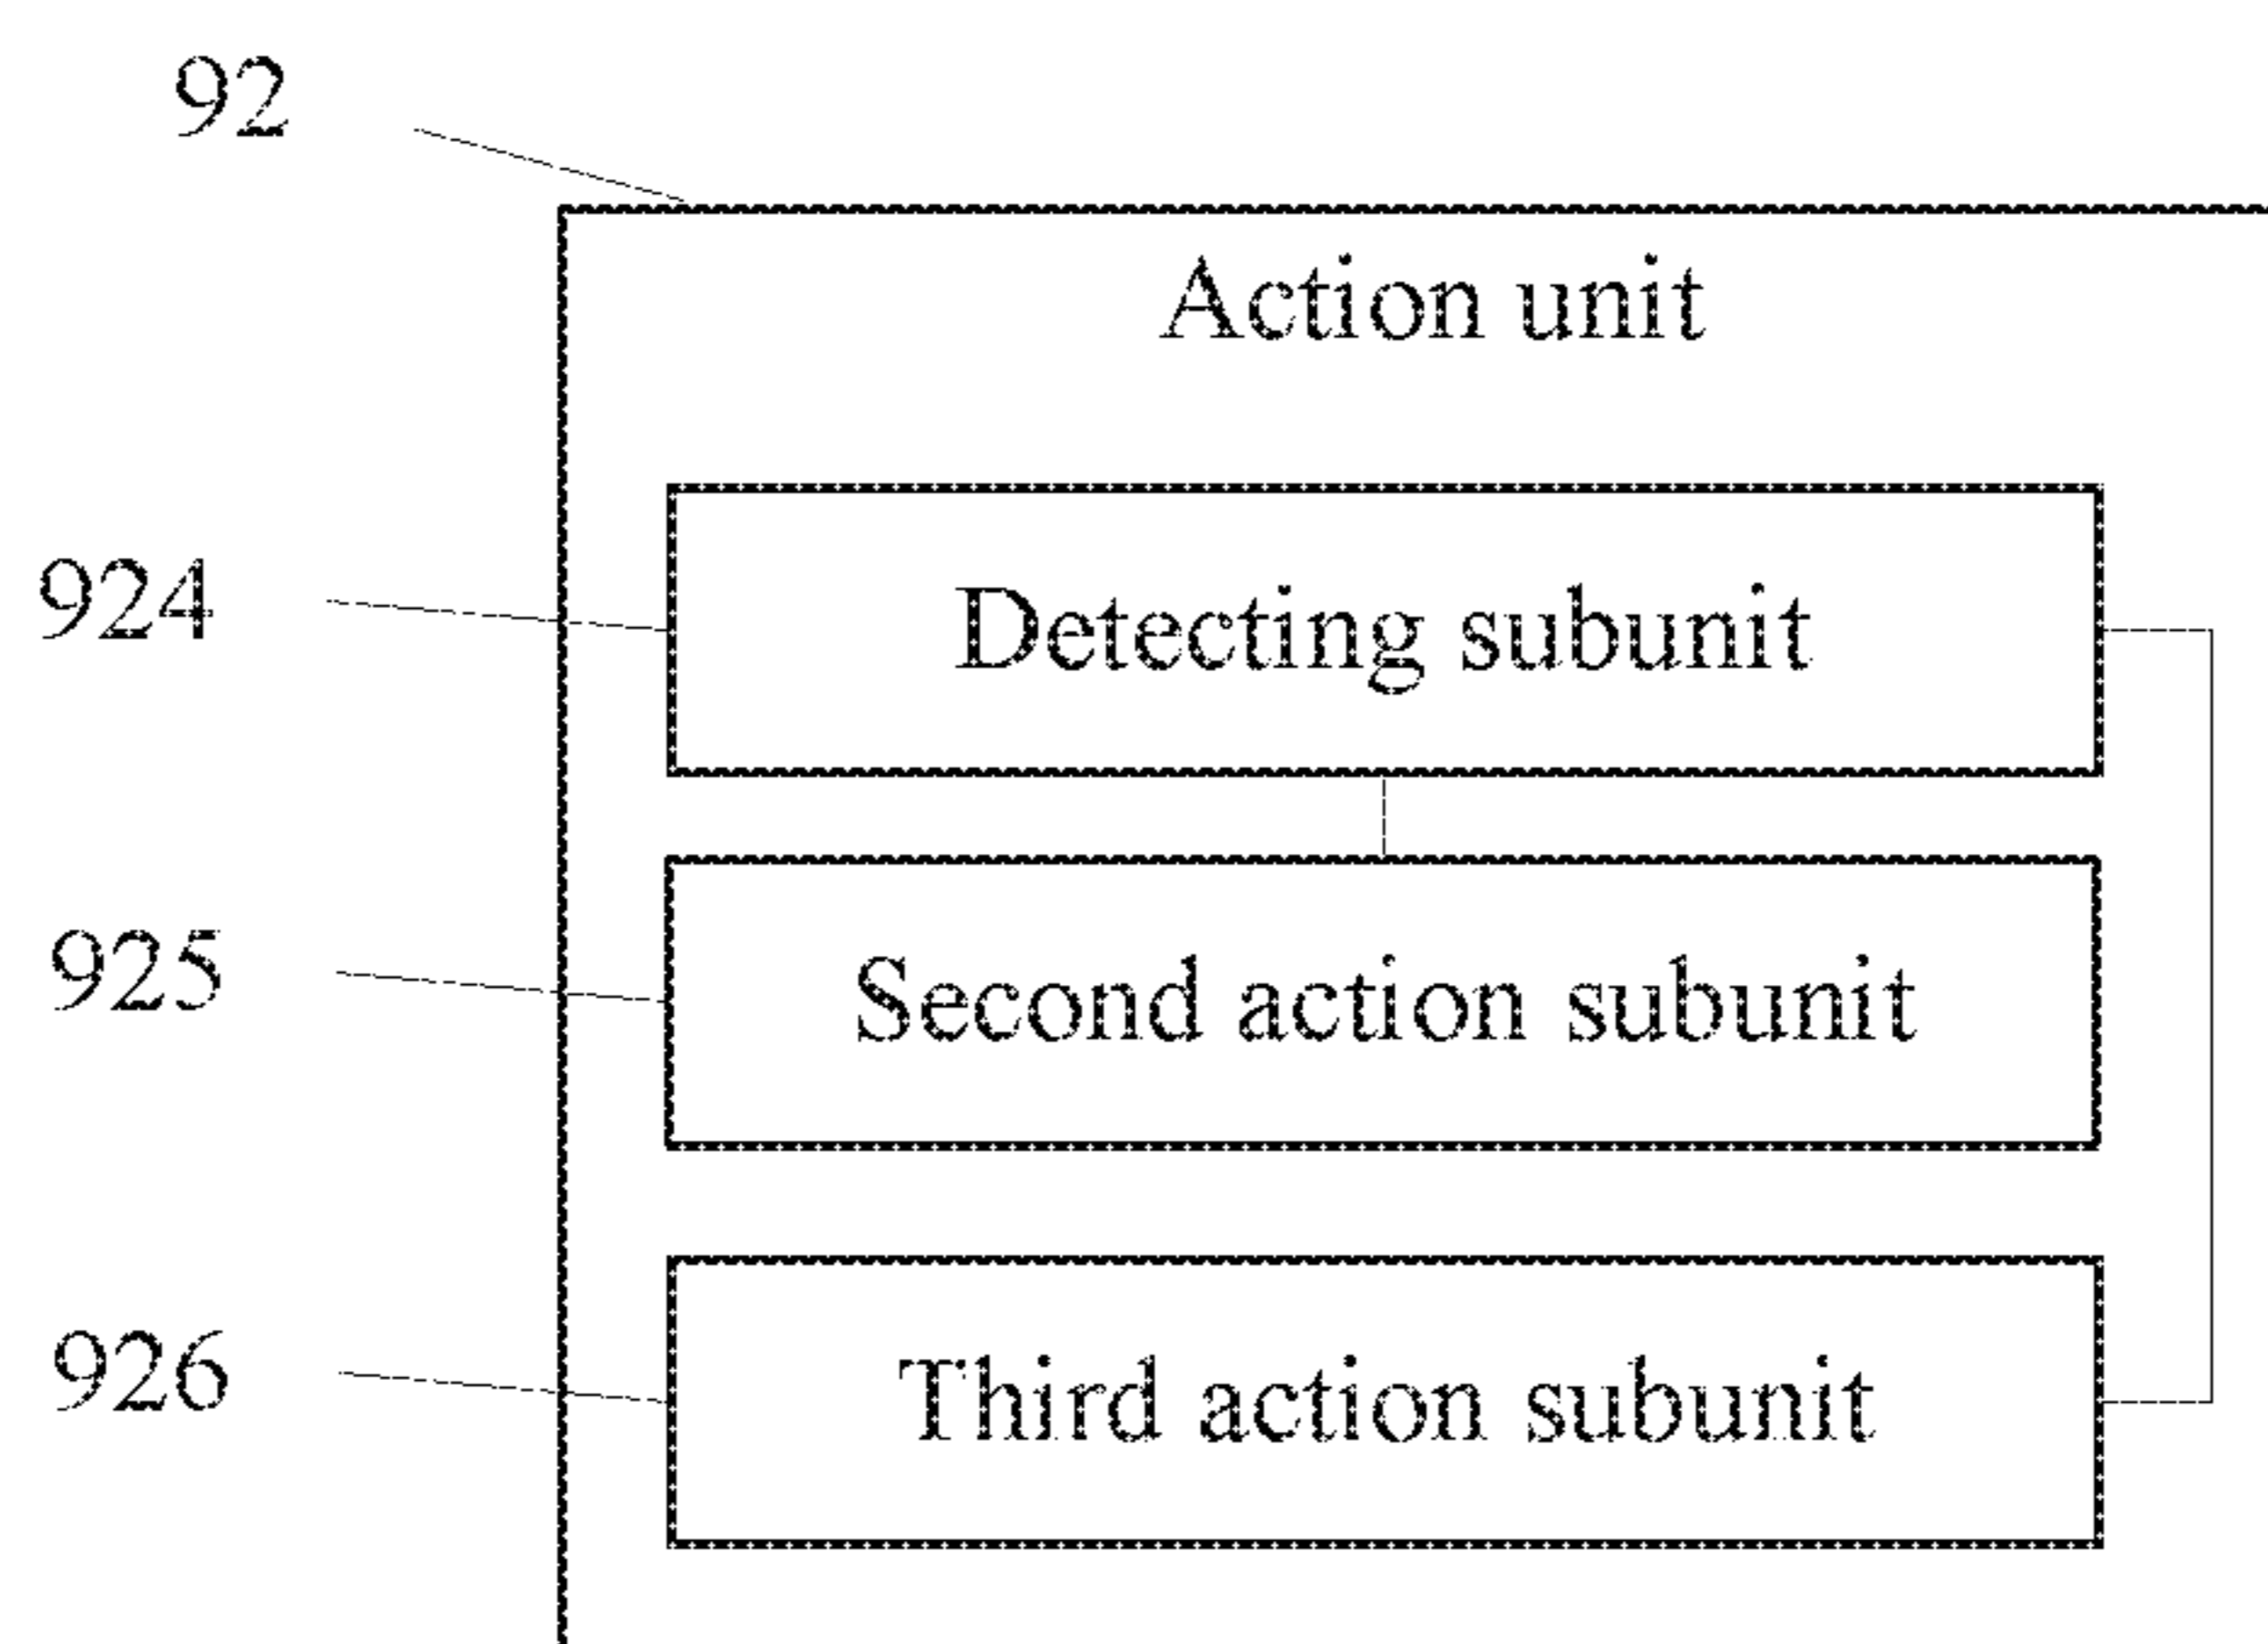 92
Action unit
924
Detecting subunit
925
Second action subunit
926
Third action subunit